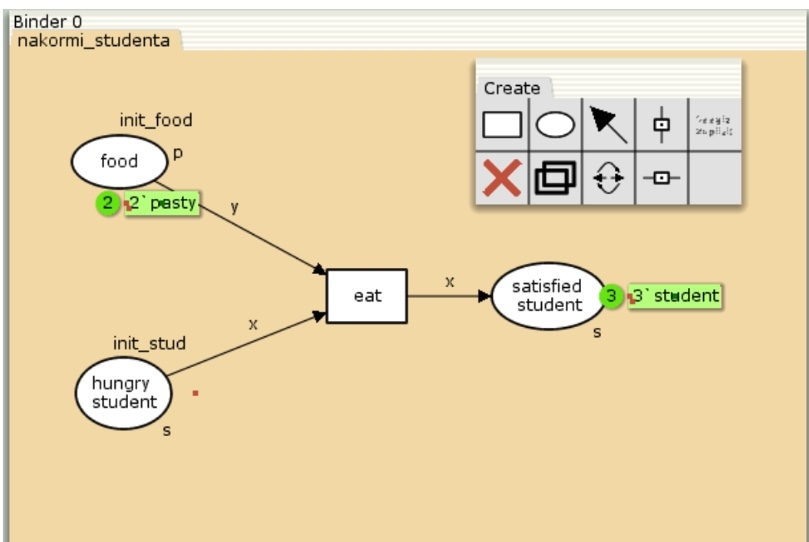 Binder 0
nakormi_studenta
Create
init_food
food
p
2
2`pasty
y
eat
x
satisfied
student
3
3`student
s
x
init_stud
hungry
student
s